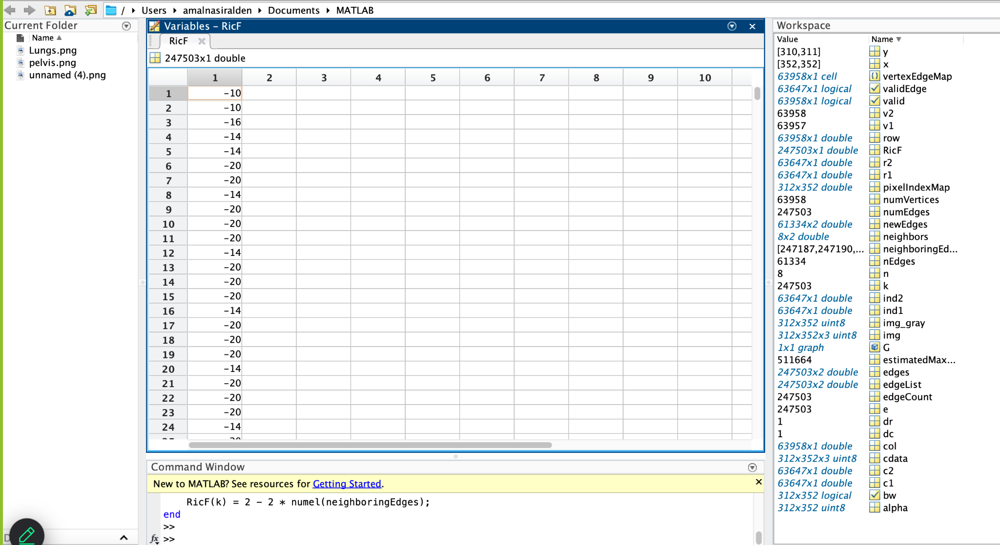 / ▸ Users ▸ amalnasiralden ▸ Documents ▸ MATLAB
Current Folder
Name
Lungs.png
pelvis.png
unnamed (4).png
Variables – RicF
RicF
247503x1 double
1 2 3 4 5 6 7 8 9 10
1 -10
2 -10
3 -16
4 -14
5 -14
6 -20
7 -20
8 -14
9 -20
10 -20
11 -20
12 -14
13 -20
14 -20
15 -20
16 -14
17 -20
18 -20
19 -20
20 -14
21 -20
22 -20
23 -20
24 -14
Command Window
New to MATLAB? See resources for Getting Started.
RicF(k) = 2 - 2 * numel(neighboringEdges);
end
>>
fx >>
Workspace
Value Name
[310,311] y
[352,352] x
63958x1 cell vertexEdgeMap
63647x1 logical validEdge
63958x1 logical valid
63958 v2
63957 v1
63958x1 double row
247503x1 double RicF
63647x1 double r2
63647x1 double r1
312x352 double pixelIndexMap
63958 numVertices
247503 numEdges
61334x2 double newEdges
8x2 double neighbors
[247187,247190,... neighboringEd...
61334 nEdges
8 n
247503 k
63647x1 double ind2
63647x1 double ind1
312x352 uint8 img_gray
312x352x3 uint8 img
1x1 graph G
511664 estimatedMax...
247503x2 double edges
247503x2 double edgeList
247503 edgeCount
247503 e
1 dr
1 dc
63958x1 double col
312x352x3 uint8 cdata
63647x1 double c2
63647x1 double c1
312x352 logical bw
312x352 uint8 alpha